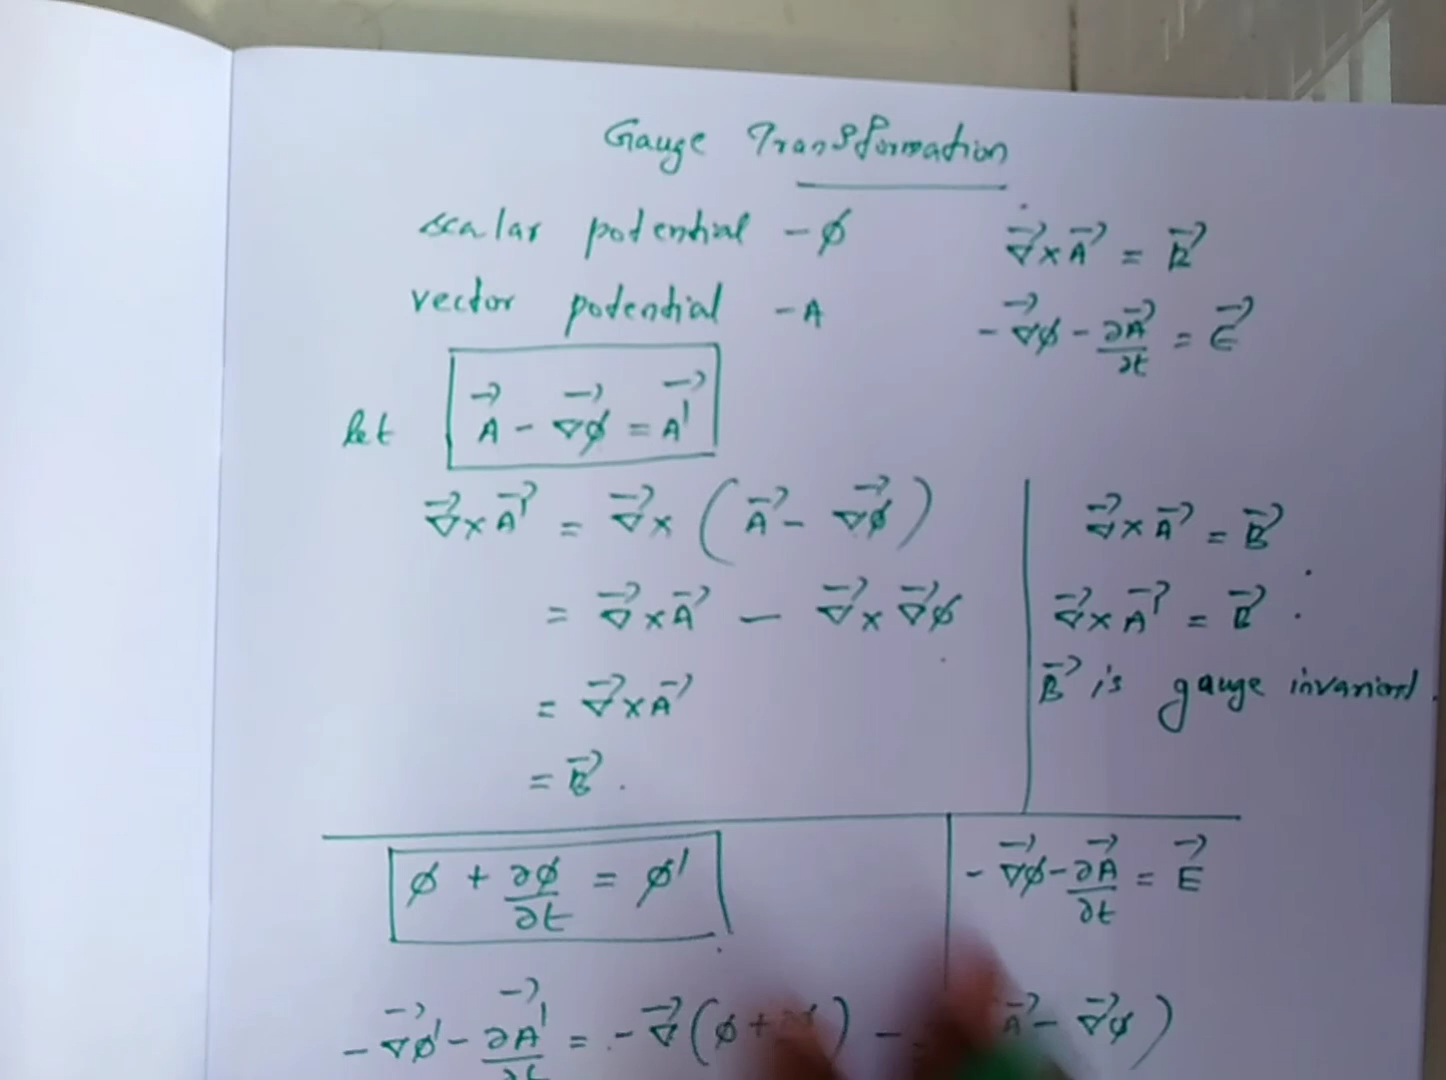 Gauge Transformation
scalar potential - ϕ
vector potential - A
∇⃗ × A⃗ = B⃗
-∇⃗ϕ - ∂A⃗/∂t = E⃗
let A⃗ - ∇⃗ϕ = A⃗'
∇⃗ × A⃗' = ∇⃗ × (A⃗ - ∇⃗ϕ)
= ∇⃗ × A⃗ - ∇⃗ × ∇⃗ϕ
= ∇⃗ × A⃗
= B⃗.
∇⃗ × A⃗ = B⃗
∇⃗ × A⃗' = B⃗
B⃗ is gauge invariant.
ϕ + ∂ϕ/∂t = ϕ'
-∇⃗ϕ - ∂A⃗/∂t = E⃗
-∇⃗ϕ' - ∂A⃗'/∂t = -∇⃗(ϕ + ) - A⃗ - ∇⃗ϕ)